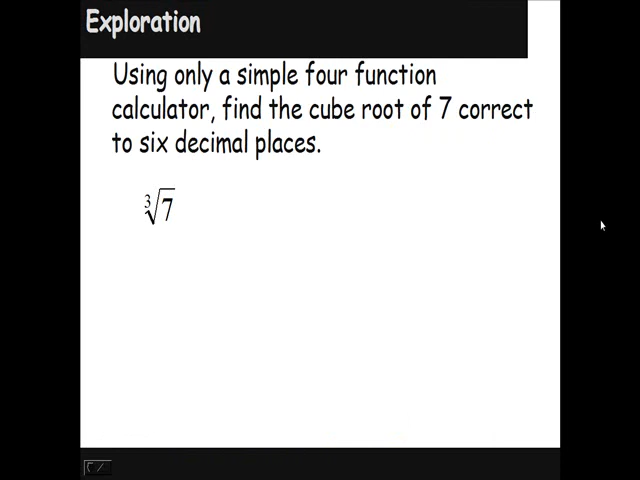 Exploration
Using only a simple four function
calculator, find the cube root of 7 correct
to six decimal places.
∛7